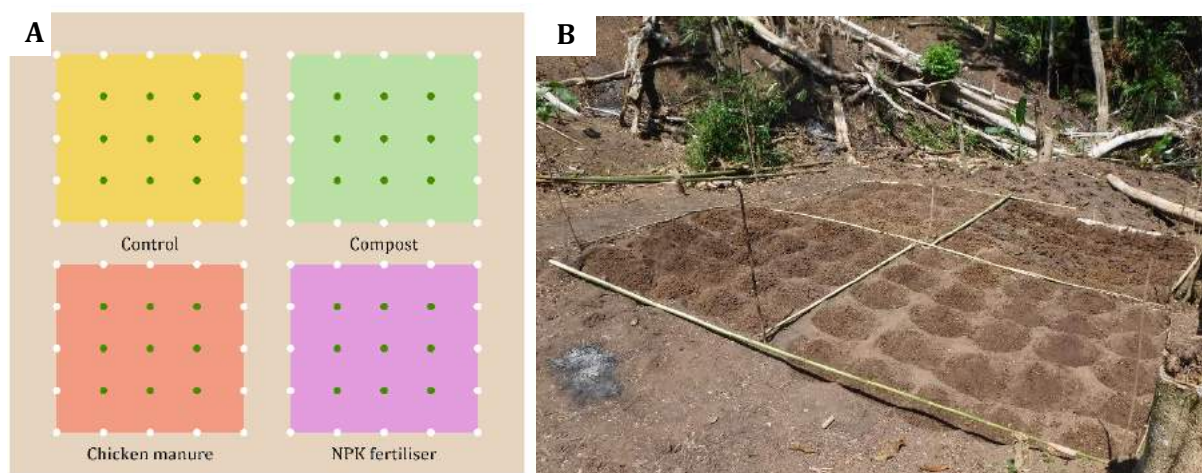 A
B
Control
Compost
Chicken manure
NPK fertiliser